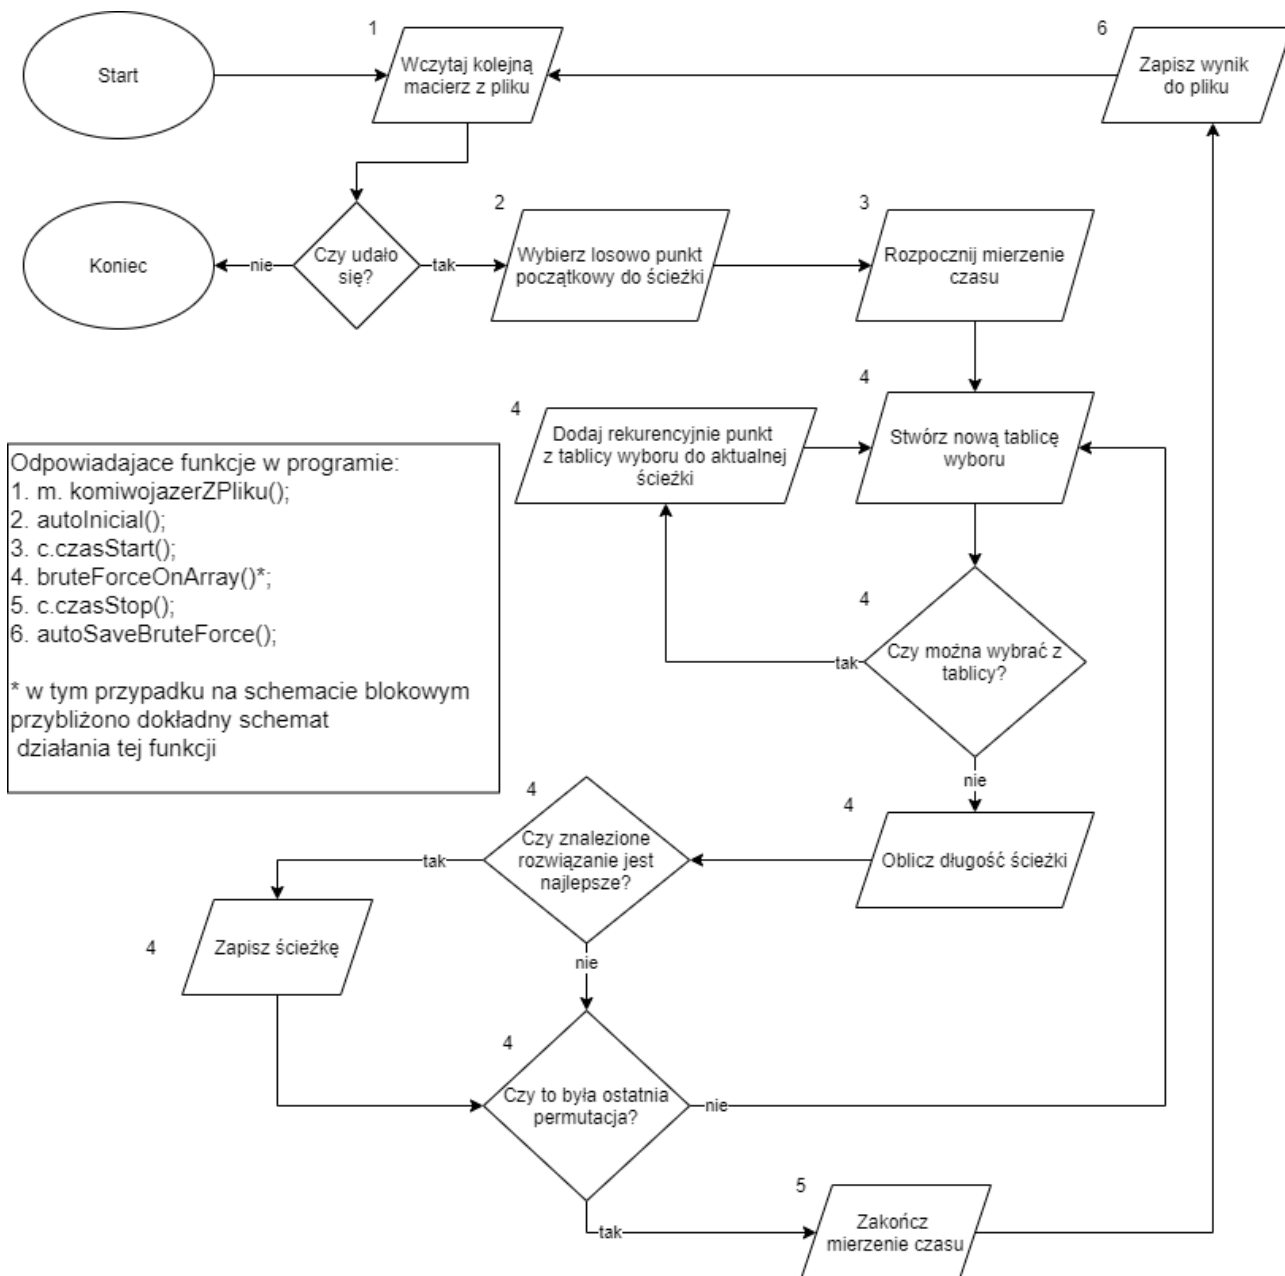 1
6
Start
Wczytaj kolejną
macierz z pliku
Zapisz wynik
do pliku
2
3
Koniec
nie
Czy udało
się?
tak
Wybierz losowo punkt
początkowy do ścieżki
Rozpocznij mierzenie
czasu
4
4
Dodaj rekurencyjnie punkt
z tablicy wyboru do aktualnej
ścieżki
Stwórz nową tablicę
wyboru
Odpowiadajace funkcje w programie:
1. m. komiwojazerZPliku();
2. autoInicial();
3. c.czasStart();
4. bruteForceOnArray()*;
5. c.czasStop();
6. autoSaveBruteForce();
* w tym przypadku na schemacie blokowym
przybliżono dokładny schemat
działania tej funkcji
4
Czy można wybrać z
tablicy?
tak
nie
4
4
Czy znalezione
rozwiązanie jest
najlepsze?
tak
Oblicz długość ścieżki
4
Zapisz ścieżkę
nie
4
Czy to była ostatnia
permutacja?
nie
tak
5
Zakończ
mierzenie czasu